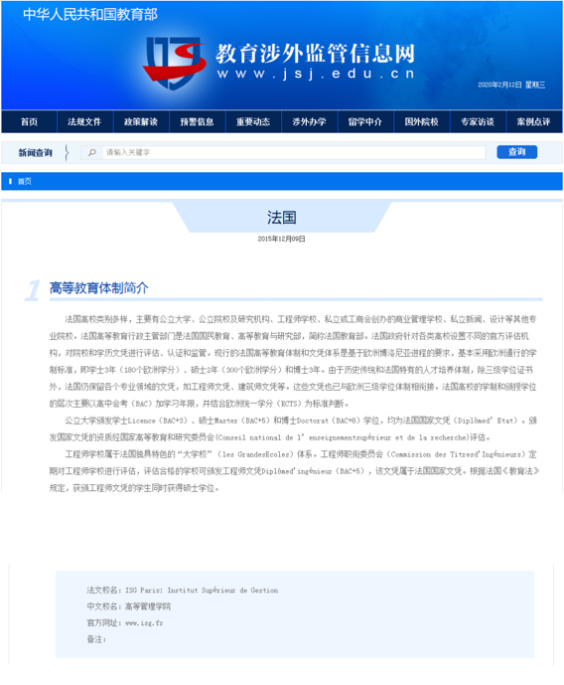 中华人民共和国教育部
教育涉外监管信息网
www.jsj.edu.cn
2020年2月12日 星期三
首页 法规文件 政策解读 预警信息 重要动态 涉外办学 留学中介 国外院校 专家访谈 案例点评
新闻查询 请输入关键字 查询
首页
法国
2015年12月09日
1 高等教育体制简介
法国高校类别多样，主要有公立大学、公立院校及研究机构、工程师学校、私立或工商会创办的商业管理学校、私立新闻、设计等其他专
业院校。法国高等教育行政主管部门是法国国民教育、高等教育与研究部，简称法国教育部。法国政府针对各类高校设置不同的官方评估机
构，对院校和学历文凭进行评估、认证和监管。现行的法国高等教育体制和文凭体系是基于欧洲博洛尼亚进程的要求，基本采用欧洲通行的学
制标准，即学士3年（180个欧洲学分）、硕士2年（300个欧洲学分）和博士3年。由于历史传统和法国特有的人才培养体制，除三级学位证书
外，法国仍保留各个专业领域的文凭，如工程师文凭、建筑师文凭等，这些文凭也已与欧洲三级学位体制相衔接。法国高校的学制和颁授学位
的层次主要以高中会考（BAC）加学习年限，并结合欧洲统一学分（ECTS）为标准判断。
公立大学颁发学士Licence（BAC+3）、硕士Master（BAC+5）和博士Doctorat（BAC+8）学位，均为法国国家文凭（Diplômed’Etat）。颁
发国家文凭的资质经国家高等教育和研究委员会(Conseil national de l’enseignementsupérieur et de la recherche)评估。
工程师学校属于法国独具特色的“大学校”（les GrandesEcoles）体系。工程师职衔委员会（Commission des Titresd’Ingénieurs）定
期对工程师学校进行评估，评估合格的学校可颁发工程师文凭Diplômed’ingénieur（BAC+5），该文凭属于法国国家文凭。根据法国《教育法》
规定，获颁工程师文凭的学生同时获得硕士学位。
法文校名：ISG Paris: Institut Supérieur de Gestion
中文校名：高等管理学院
官方网址：www.isg.fr
备注：